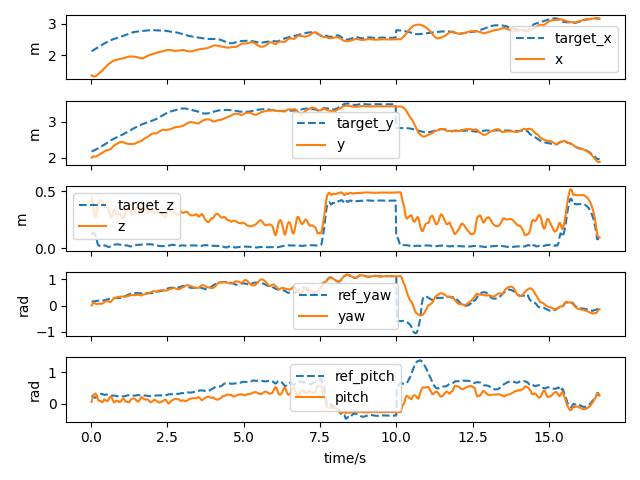 3
2
m
target_x
x
3
2
m
target_y
y
0.5
0.0
m
target_z
z
1
0
−1
rad
ref_yaw
yaw
1
0
rad
ref_pitch
pitch
0.0 2.5 5.0 7.5 10.0 12.5 15.0
time/s